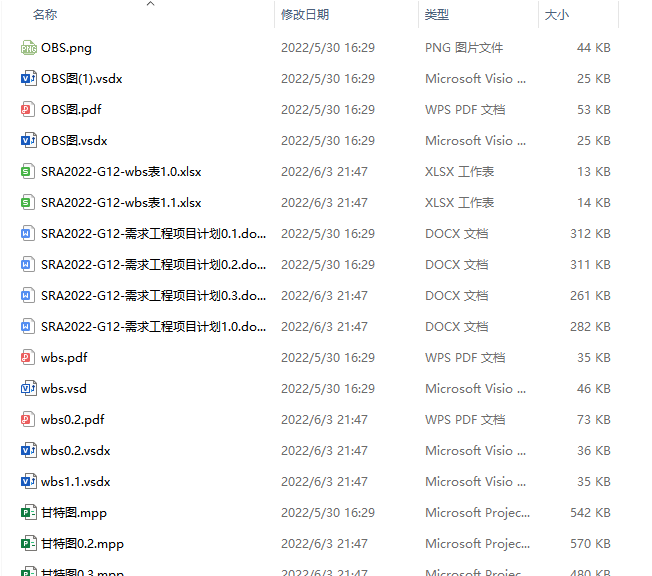 名称 修改日期 类型 大小
OBS.png 2022/5/30 16:29 PNG 图片文件 44 KB
OBS图(1).vsdx 2022/5/30 16:29 Microsoft Visio ... 25 KB
OBS图.pdf 2022/5/30 16:29 WPS PDF 文档 53 KB
OBS图.vsdx 2022/5/30 16:29 Microsoft Visio ... 25 KB
SRA2022-G12-wbs表1.0.xlsx 2022/6/3 21:47 XLSX 工作表 13 KB
SRA2022-G12-wbs表1.1.xlsx 2022/6/3 21:47 XLSX 工作表 14 KB
SRA2022-G12-需求工程项目计划0.1.do... 2022/5/30 16:29 DOCX 文档 312 KB
SRA2022-G12-需求工程项目计划0.2.do... 2022/5/30 16:29 DOCX 文档 311 KB
SRA2022-G12-需求工程项目计划0.3.do... 2022/6/3 21:47 DOCX 文档 261 KB
SRA2022-G12-需求工程项目计划1.0.do... 2022/6/3 21:47 DOCX 文档 282 KB
wbs.pdf 2022/5/30 16:29 WPS PDF 文档 35 KB
wbs.vsd 2022/5/30 16:29 Microsoft Visio ... 46 KB
wbs0.2.pdf 2022/6/3 21:47 WPS PDF 文档 73 KB
wbs0.2.vsdx 2022/6/3 21:47 Microsoft Visio ... 36 KB
wbs1.1.vsdx 2022/6/3 21:47 Microsoft Visio ... 35 KB
甘特图.mpp 2022/5/30 16:29 Microsoft Projec... 542 KB
甘特图0.2.mpp 2022/6/3 21:47 Microsoft Projec... 570 KB
甘特图0.3.mpp 2022/6/3 21:47 Microsoft Projec... 480 KB